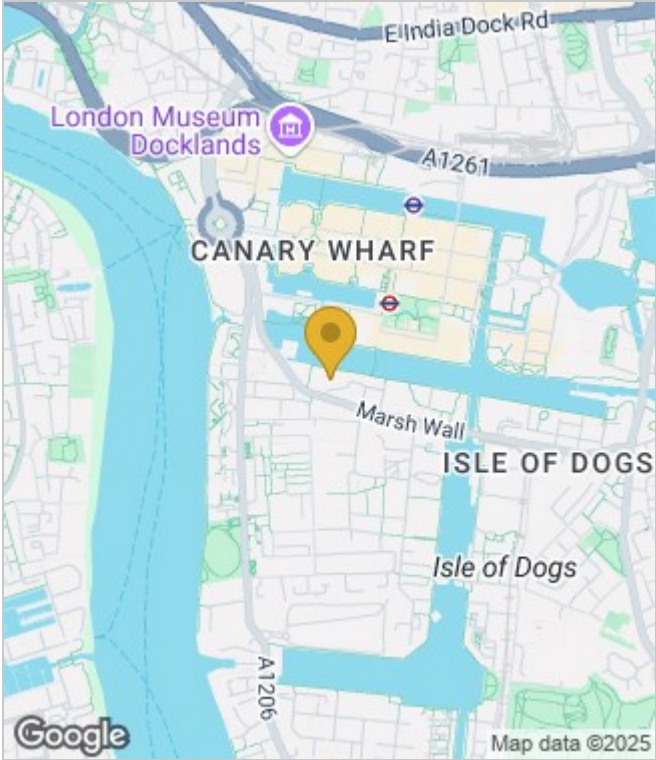 E India Dock Rd
London Museum
Docklands
A1261
CANARY WHARF
Marsh Wall
ISLE OF DOGS
Isle of Dogs
A1206
Google
Map data ©2025